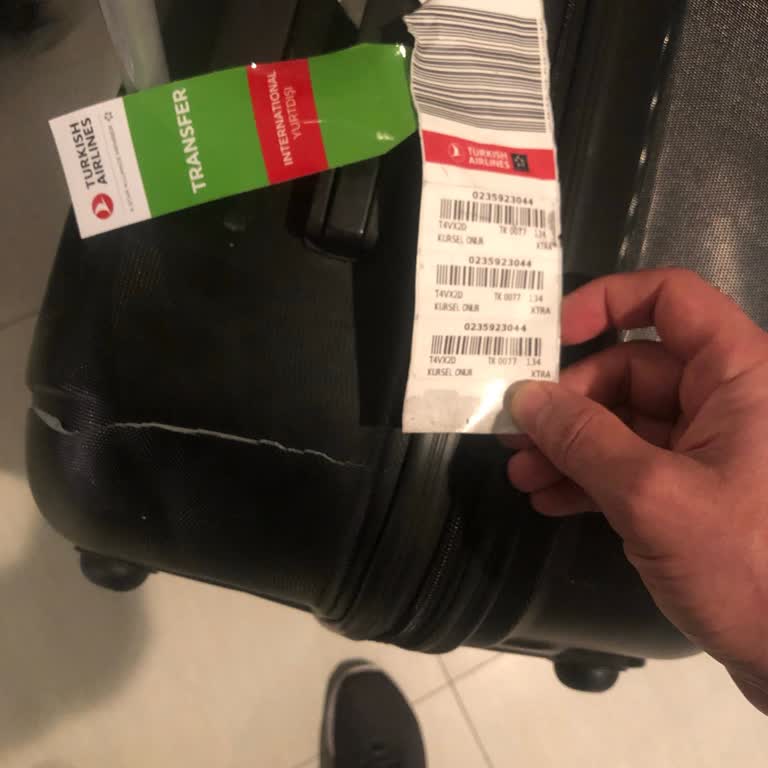 TURKISH
AIRLINES
TRANSFER
INTERNATIONAL
YURTDIŞI
TURKISH
AIRLINES
0235923044
T4VX2D TK 0077 134
KURSEL ONUR XTRA
0235923044
T4VX2D TK 0077 134
KURSEL ONUR XTRA
0235923044
T4VX2D TK 0077 134
KURSEL ONUR XTRA